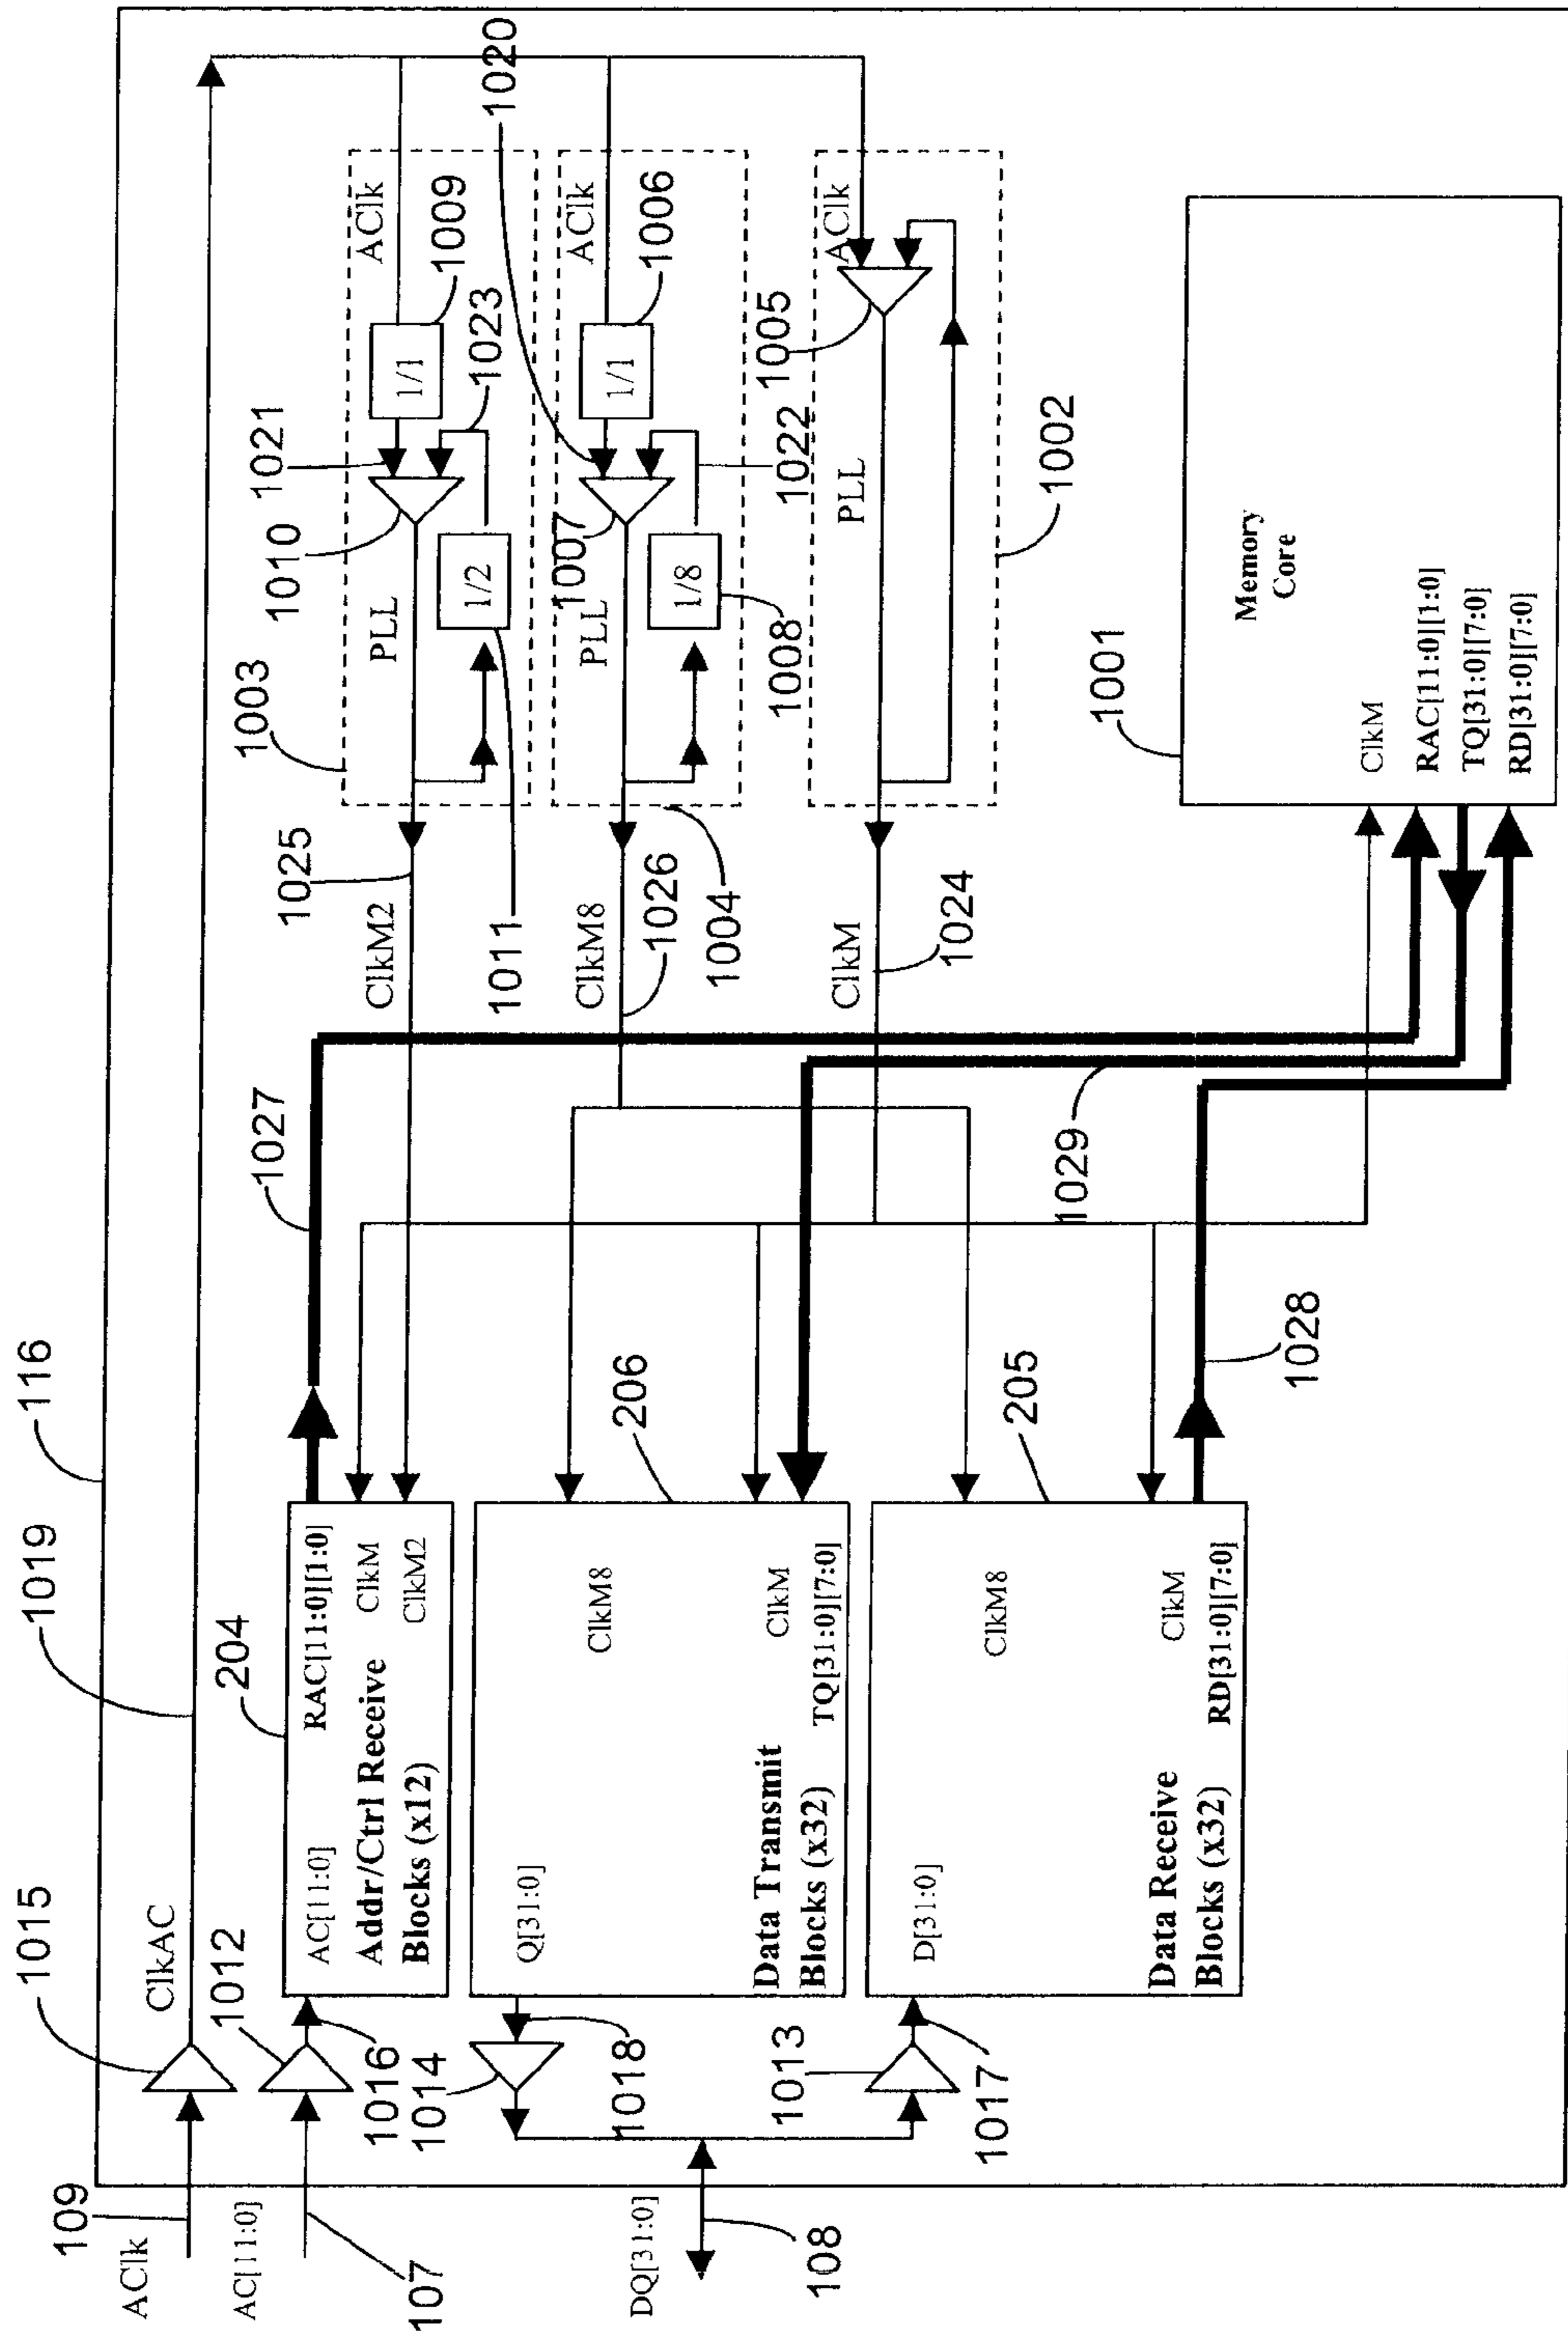 109
AClk
107
AC[11:0]
108
DQ[31:0]
1015
ClkAC
1019
116
1012
1016
1014
1018
1013
1017
204
AC[11:0]
RAC[11:0][1:0]
Addr/Ctrl Receive
Blocks (x12)
ClkM
ClkM2
206
Q[31:0]
ClkM8
Data Transmit
Blocks (x32)
ClkM
TQ[31:0][7:0]
205
D[31:0]
ClkM8
Data Receive
Blocks (x32)
ClkM
RD[31:0][7:0]
1027
1029
1028
ClkM2
1025
1011
ClkM8
1026
1004
ClkM
1024
1003
PLL
1010
1021
1/2
1/1
1023
1009
AClk
PLL
1007
1/8
1008
1022
1/1
1020
1006
AClk
PLL
1005
AClk
1002
1001
Memory
Core
ClkM
RAC[11:0][1:0]
TQ[31:0][7:0]
RD[31:0][7:0]